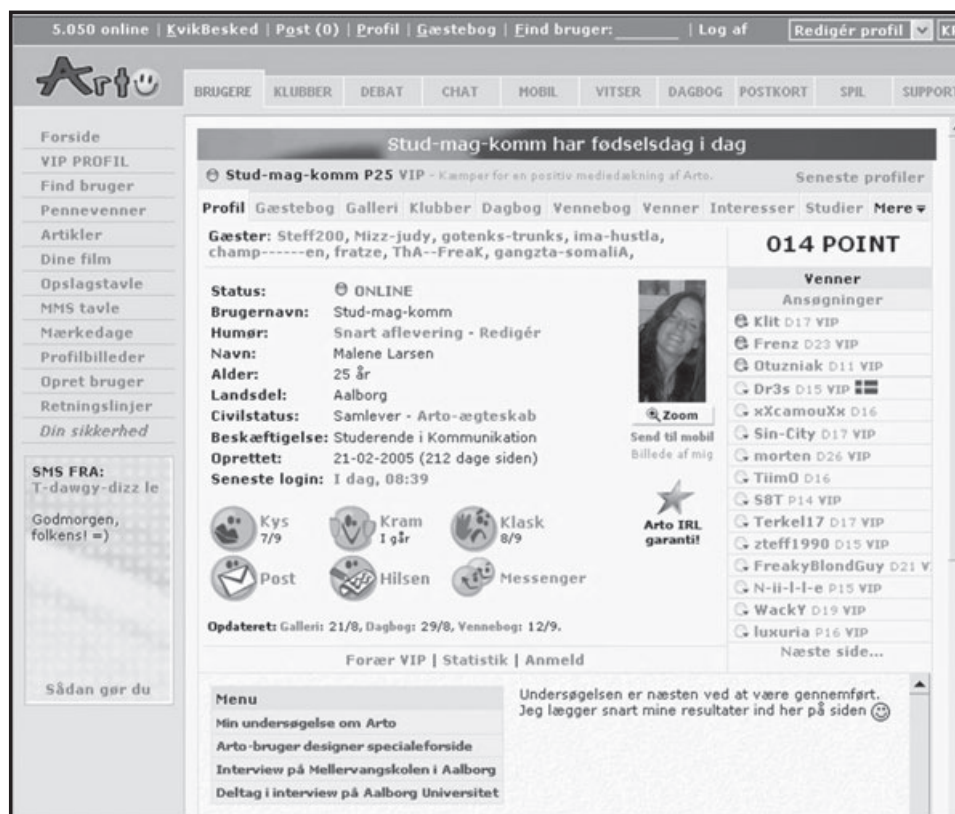 5.050 online | KvikBesked | Post (0) | Profil | Gæstebog | Find bruger: ______ | Log af Redigér profil
Arto
BRUGERE KLUBBER DEBAT CHAT MOBIL VITSER DAGBOG POSTKORT SPIL SUPPORT
Forside
VIP PROFIL
Find bruger
Pennevenner
Artikler
Dine film
Opslagstavle
MMS tavle
Mærkedage
Profilbilleder
Opret bruger
Retningslinjer
Din sikkerhed
SMS FRA:
T-dawgy-dizz le
Godmorgen,
folkens! =)
Sådan gør du
Stud-mag-komm har fødselsdag i dag
Stud-mag-komm P25 VIP - Kæmper for en positiv mediedækning af Arto.
Seneste profiler
Profil Gæstebog Galleri Klubber Dagbog Vennebog Venner Interesser Studier Mere
Gæster: Steff200, Mizz-judy, gotenks-trunks, ima-hustla,
champ------en, fratze, ThA--FreaK, gangzta-somaliA,
Status: ONLINE
Brugernavn: Stud-mag-komm
Humør: Snart aflevering - Redigér
Navn: Malene Larsen
Alder: 25 år
Landsdel: Aalborg
Civilstatus: Samlever - Arto-ægteskab
Beskæftigelse: Studerende i Kommunikation
Oprettet: 21-02-2005 (212 dage siden)
Seneste login: I dag, 08:39
Zoom
Send til mobil
Billede af mig
Arto IRL
garanti!
Kys
7/9
Kram
I går
Klask
8/9
Post
Hilsen
Messenger
Opdateret: Galleri: 21/8, Dagbog: 29/8, Vennebog: 12/9.
Forær VIP | Statistik | Anmeld
014 POINT
Venner
Ansøgninger
Klit D17 VIP
Frenz D23 VIP
Otuzniak D11 VIP
Dr3s D15 VIP
xXcamouXx D16
Sin-City D17 VIP
morten D26 VIP
TiimO D16
S8T P14 VIP
Terkel17 D17 VIP
zteff1990 D15 VIP
FreakyBlondGuy D21 V
N-ii-l-l-e P15 VIP
WackY D19 VIP
luxuria P16 VIP
Næste side...
Menu
Min undersøgelse om Arto
Arto-bruger designer specialeforside
Interview på Mellervangskolen i Aalborg
Deltag i interview på Aalborg Universitet
Undersøgelsen er næsten ved at være gennemført.
Jeg lægger snart mine resultater ind her på siden